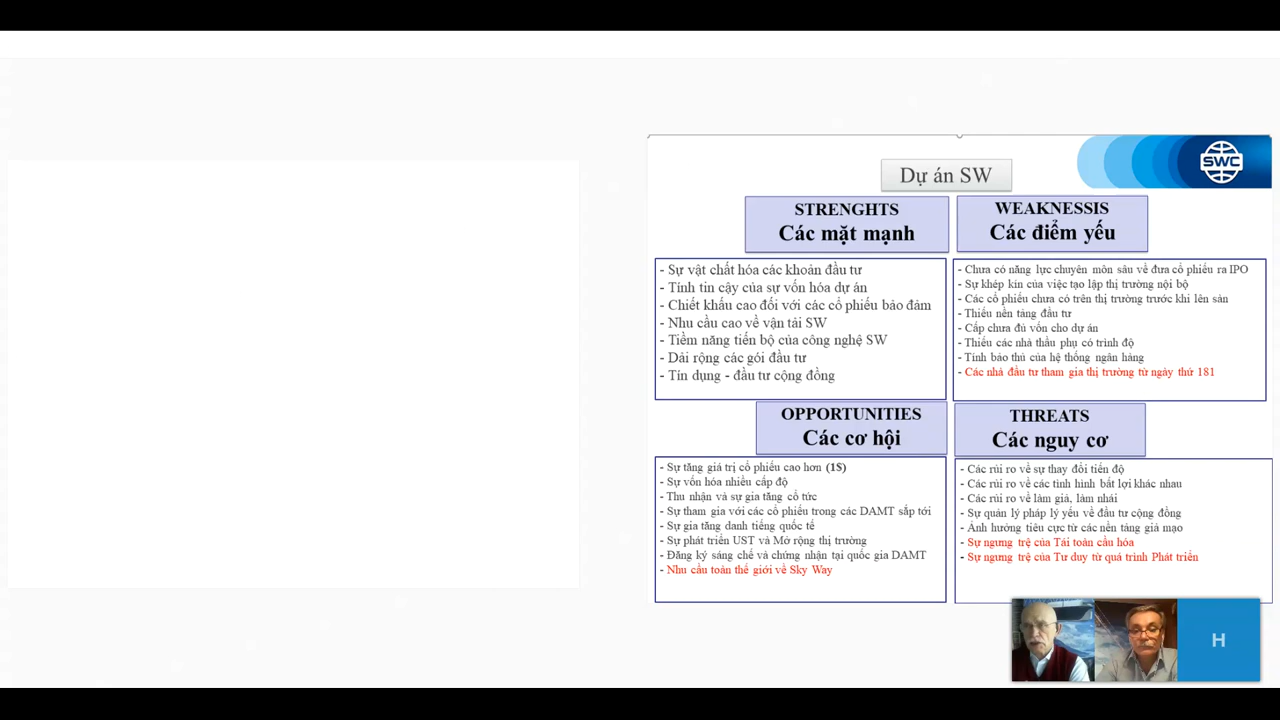 SWC
Dự án SW
STRENGHTS
Các mặt mạnh
- Sự vật chất hóa các khoản đầu tư
- Tính tin cậy của sự vốn hóa dự án
- Chiết khấu cao đối với các cổ phiếu bảo đảm
- Nhu cầu cao về vận tải SW
- Tiềm năng tiến bộ của công nghệ SW
- Dải rộng các gói đầu tư
- Tín dụng - đầu tư cộng đồng
WEAKNESSIS
Các điểm yếu
- Chưa có năng lực chuyên môn sâu về đưa cổ phiếu ra IPO
- Sự khép kín của việc tạo lập thị trường nội bộ
- Các cổ phiếu chưa có trên thị trường trước khi lên sàn
- Thiếu nền tảng đầu tư
- Cấp chưa đủ vốn cho dự án
- Thiếu các nhà thầu phụ có trình độ
- Tính bảo thủ của hệ thống ngân hàng
- Các nhà đầu tư tham gia thị trường từ ngày thứ 181
OPPORTUNITIES
Các cơ hội
- Sự tăng giá trị cổ phiếu cao hơn (1$)
- Sự vốn hóa nhiều cấp độ
- Thu nhận và sự gia tăng cổ tức
- Sự tham gia với các cổ phiếu trong các DAMT sắp tới
- Sự gia tăng danh tiếng quốc tế
- Sự phát triển UST và Mở rộng thị trường
- Đăng ký sáng chế và chứng nhận tại quốc gia DAMT
- Nhu cầu toàn thế giới về Sky Way
THREATS
Các nguy cơ
- Các rủi ro về sự thay đổi tiến độ
- Các rủi ro về các tình hình bất lợi khác nhau
- Các rủi ro về làm giả, làm nhái
- Sự quản lý pháp lý yếu về đầu tư cộng đồng
- Ảnh hưởng tiêu cực từ các nền tảng giả mạo
- Sự ngưng trệ của Tái toàn cầu hóa
- Sự ngưng trệ của Tư duy từ quá trình Phát triển
H